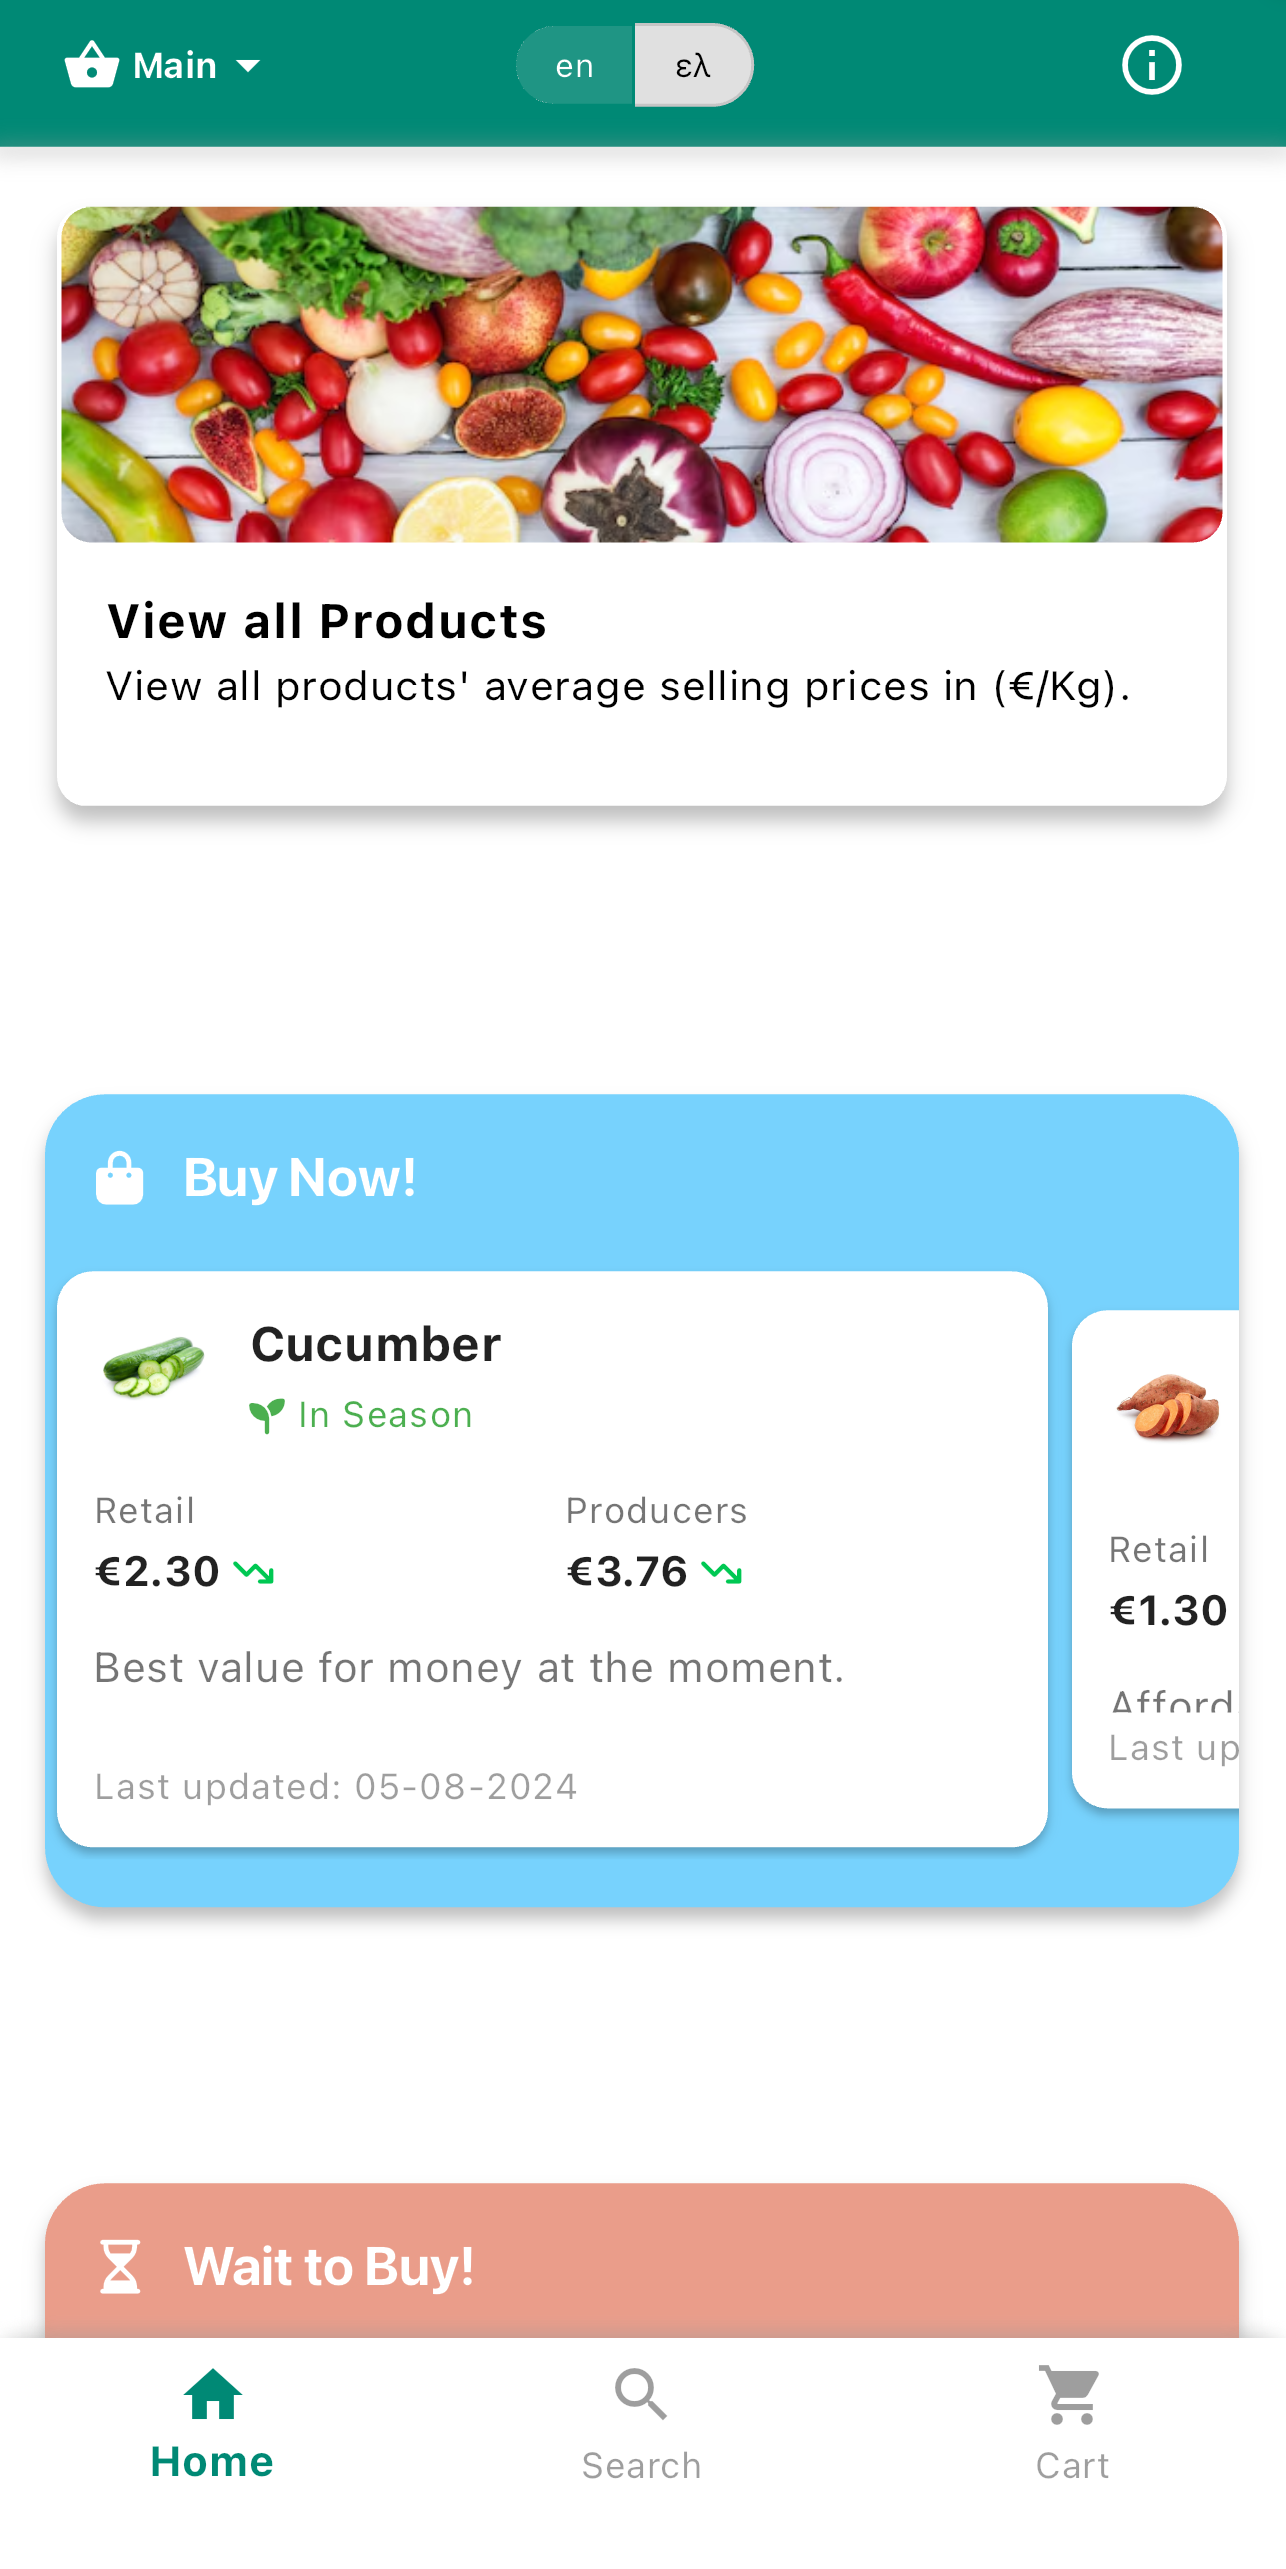 Main
en ελ
View all Products
View all products' average selling prices in (€/Kg).
Buy Now!
Cucumber
In Season
Retail Producers
€2.30 €3.76
Best value for money at the moment.
Last updated: 05-08-2024
Retail
€1.30
Afford
Last up
Wait to Buy!
Home Search Cart